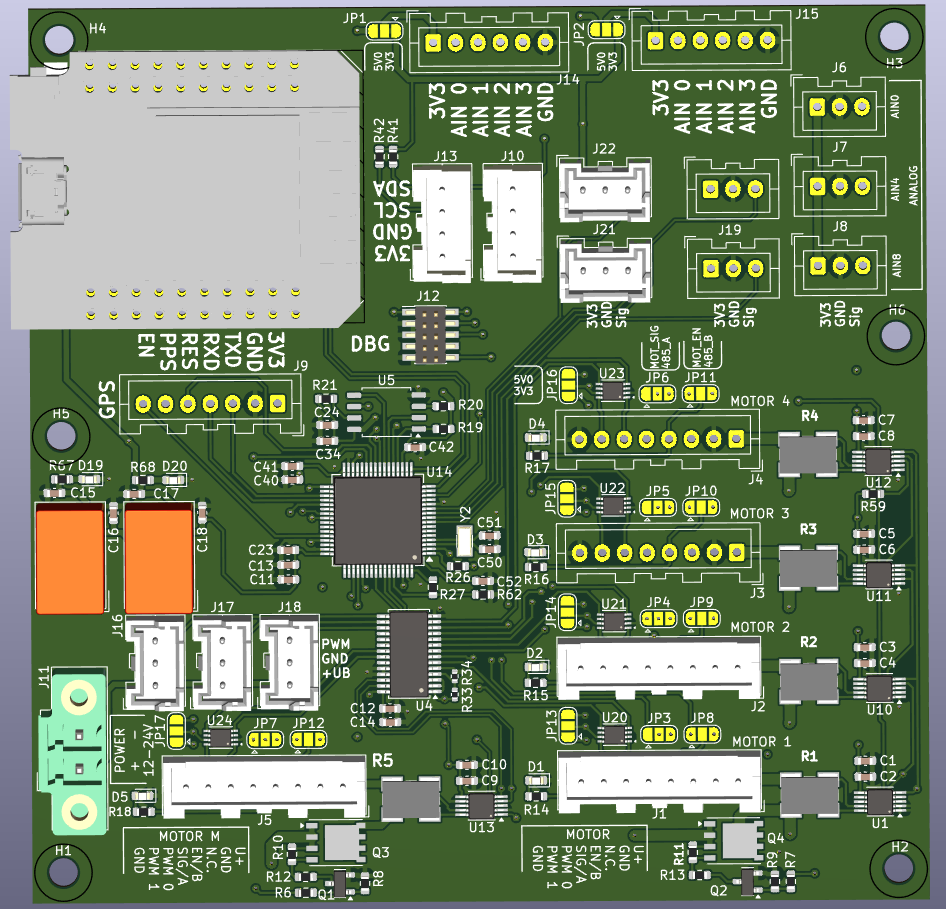 H4
JP1
5V0
3V3
J14
JP2
5V0
3V3
J15
H3
3V3
AIN 0
AIN 1
AIN 2
AIN 3
GND
3V3
AIN 0
AIN 1
AIN 2
AIN 3
GND
J6
AIN0
J7
AIN4
ANALOG
J8
AIN8
R42
R41
J13
J10
J22
J21
J19
SDA
SCL
GND
3V3
3V3
GND
Sig
3V3
GND
Sig
3V3
GND
Sig
H6
J12
DBG
EN
PPS
RES
RXD
TXD
GND
3V3
J9
GPS
MOT_SIG
485_A
MOT_EN
485_B
5V0
3V3
JP16
U23
JP6
JP11
MOTOR 4
R21
C24
C34
U5
R20
R19
C42
H5
D4
R17
J4
R4
C7
C8
U12
R59
R67
D19
C15
R68
D20
C17
C16
C18
C41
C40
U14
JP15
U22
JP5
JP10
MOTOR 3
Y2
C51
C50
D3
R16
J3
R3
C5
C6
U11
C23
C13
C11
R26
R27
C52
R62
JP14
U21
JP4
JP9
MOTOR 2
J16
J17
J18
PWM
GND
+UB
D2
R15
J2
R2
C3
C4
U10
U4
R34
R33
C12
C14
J11
POWER
- +
12-24V
JP17
U24
JP7
JP12
JP13
U20
JP3
JP8
MOTOR 1
R5
C10
C9
U13
D1
R14
J1
R1
C1
C2
U1
D5
R18
J5
MOTOR M
GND
PWM 1
PWM 0
SIG/A
EN/B
N.C.
GND
U+
R10
Q3
R12
R6
Q1
R8
MOTOR
GND
PWM 1
PWM 0
SIG/A
EN/B
N.C.
GND
U+
R11
Q4
R13
Q2
R9
R7
H1
H2